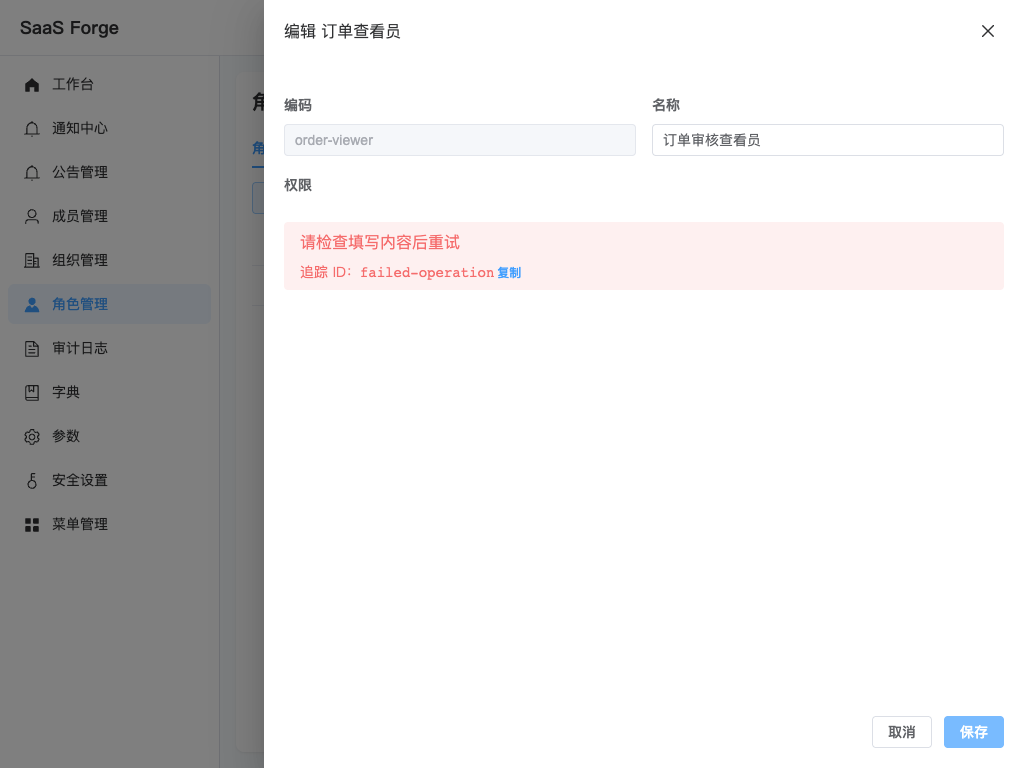 SaaS Forge
工作台
通知中心
公告管理
成员管理
组织管理
角色管理
审计日志
字典
参数
安全设置
菜单管理
角
角
编辑 订单查看员
编码
名称
order-viewer
订单审核查看员
权限
请检查填写内容后重试
追踪 ID: failed-operation 复制
取消
保存